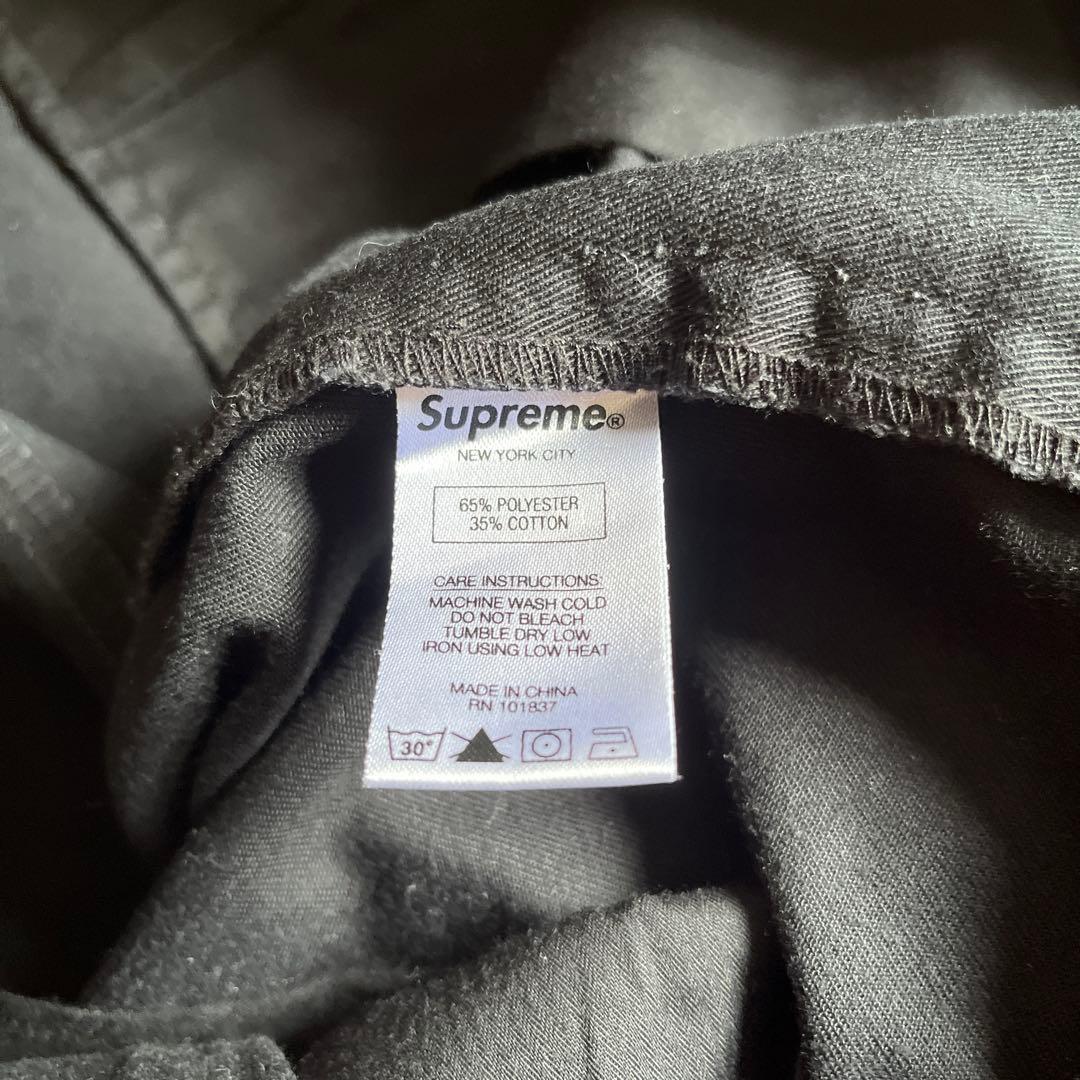 Supreme®
NEW YORK CITY
65% POLYESTER
35% COTTON
CARE INSTRUCTIONS:
MACHINE WASH COLD
DO NOT BLEACH
TUMBLE DRY LOW
IRON USING LOW HEAT
MADE IN CHINA
RN 101837
30°